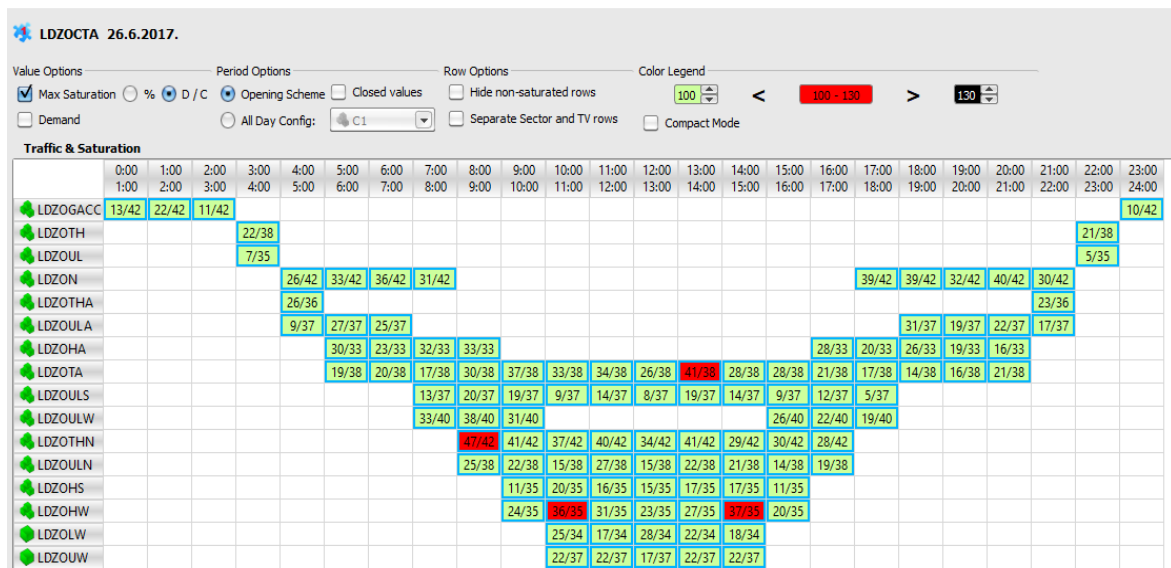 LDZOCTA 26.6.2017.
Value Options Period Options Row Options Color Legend
Max Saturation % D / C Opening Scheme Closed values Hide non-saturated rows 100 < 100 - 130 > 130
Demand All Day Config: C1 Separate Sector and TV rows Compact Mode
Traffic & Saturation
0:00 1:00 2:00 3:00 4:00 5:00 6:00 7:00 8:00 9:00 10:00 11:00 12:00 13:00 14:00 15:00 16:00 17:00 18:00 19:00 20:00 21:00 22:00 23:00
1:00 2:00 3:00 4:00 5:00 6:00 7:00 8:00 9:00 10:00 11:00 12:00 13:00 14:00 15:00 16:00 17:00 18:00 19:00 20:00 21:00 22:00 23:00 24:00
LDZOGACC 13/42 22/42 11/42 10/42
LDZOTH 22/38 21/38
LDZOUL 7/35 5/35
LDZON 26/42 33/42 36/42 31/42 39/42 39/42 32/42 40/42 30/42
LDZOTHA 26/36 23/36
LDZOULA 9/37 27/37 25/37 31/37 19/37 22/37 17/37
LDZOHA 30/33 23/33 32/33 33/33 28/33 20/33 26/33 19/33 16/33
LDZOTA 19/38 20/38 17/38 30/38 37/38 33/38 34/38 26/38 41/38 28/38 28/38 21/38 17/38 14/38 16/38 21/38
LDZOULS 13/37 20/37 19/37 9/37 14/37 8/37 19/37 14/37 9/37 12/37 5/37
LDZOULW 33/40 38/40 31/40 26/40 22/40 19/40
LDZOTHN 47/42 41/42 37/42 40/42 34/42 41/42 29/42 30/42 28/42
LDZOULN 25/38 22/38 15/38 27/38 15/38 22/38 21/38 14/38 19/38
LDZOHS 11/35 20/35 16/35 15/35 17/35 17/35 11/35
LDZOHW 24/35 36/35 31/35 23/35 27/35 37/35 20/35
LDZOLW 25/34 17/34 28/34 22/34 18/34
LDZOUW 22/37 22/37 17/37 22/37 22/37